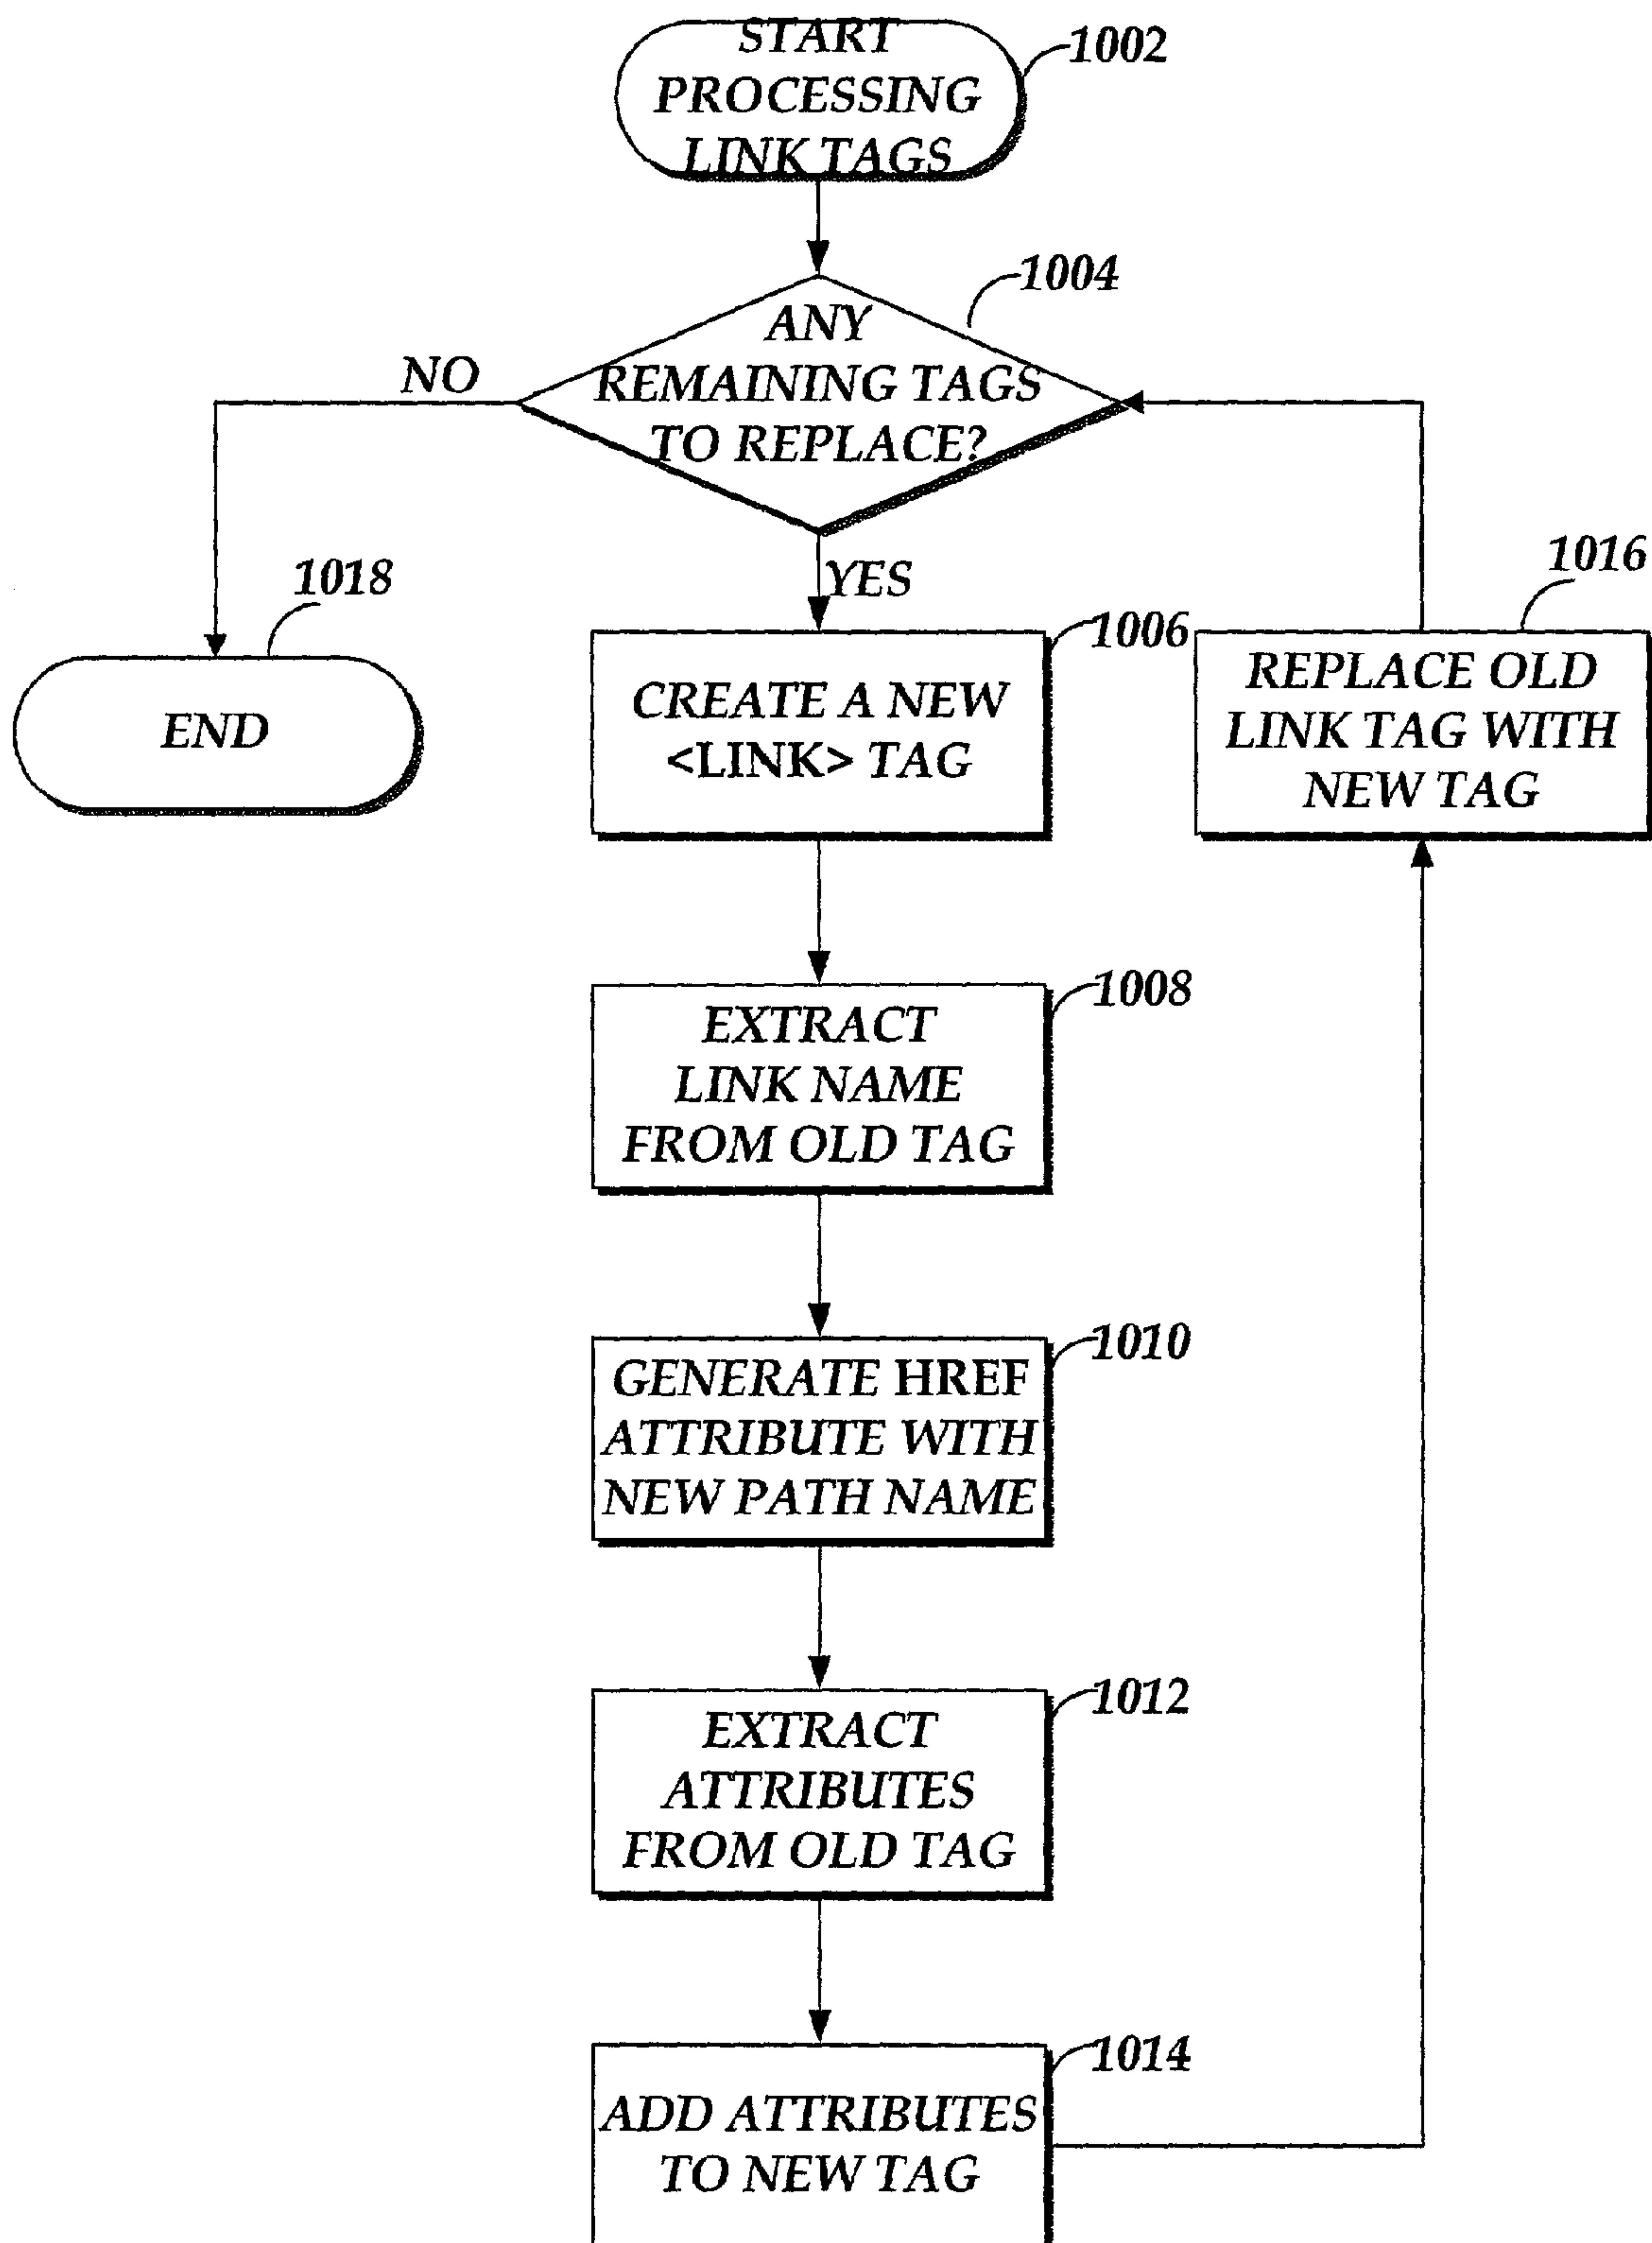 START
PROCESSING
LINK TAGS
1002
1004
ANY
REMAINING TAGS
TO REPLACE?
NO
YES
1018
END
1006
CREATE A NEW
<LINK> TAG
1016
REPLACE OLD
LINK TAG WITH
NEW TAG
1008
EXTRACT
LINK NAME
FROM OLD TAG
1010
GENERATE HREF
ATTRIBUTE WITH
NEW PATH NAME
1012
EXTRACT
ATTRIBUTES
FROM OLD TAG
1014
ADD ATTRIBUTES
TO NEW TAG